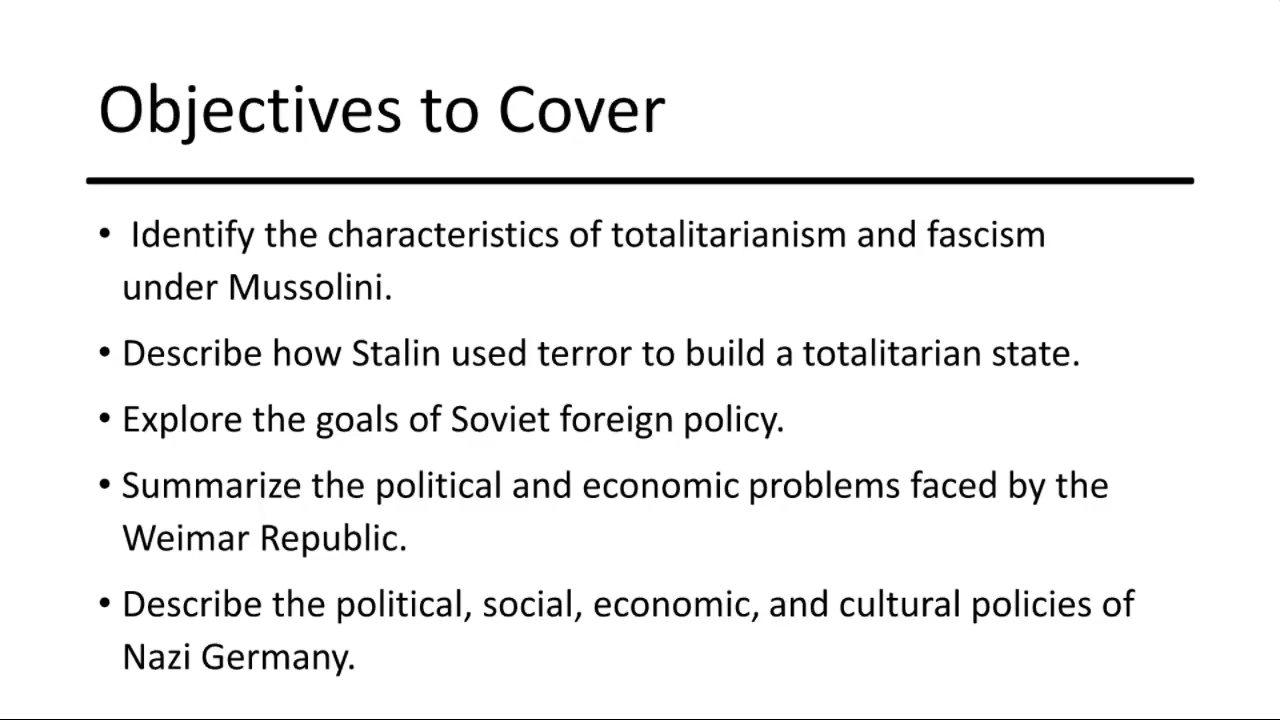 Objectives to Cover
• Identify the characteristics of totalitarianism and fascism
under Mussolini.
• Describe how Stalin used terror to build a totalitarian state.
• Explore the goals of Soviet foreign policy.
• Summarize the political and economic problems faced by the
Weimar Republic.
• Describe the political, social, economic, and cultural policies of
Nazi Germany.